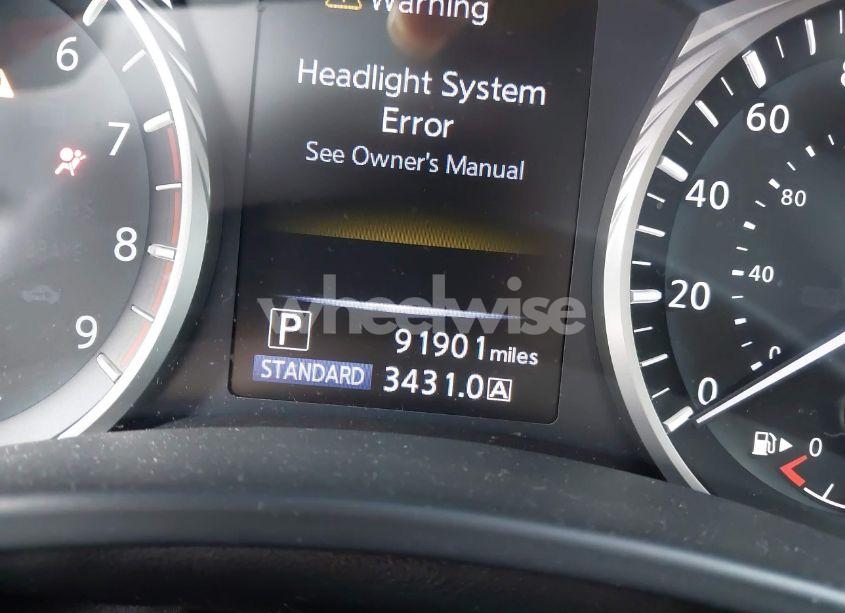 Warning
Headlight System
Error
See Owner's Manual
wheelwise
P
91901 miles
STANDARD
3431.0 A
6
7
8
9
60
40
20
0
80
40
0
0